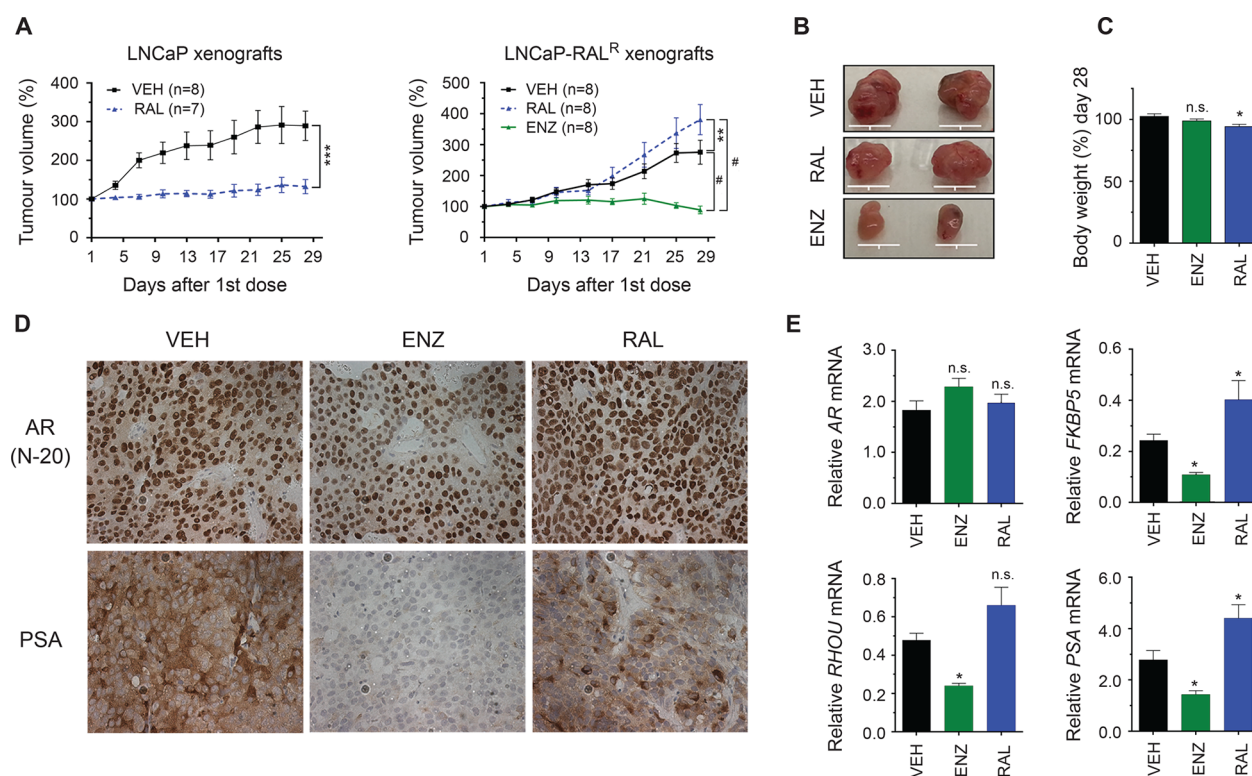 A
LNCaP xenografts
Tumour volume (%)
400
300
200
100
0
VEH (n=8)
RAL (n=7)
***
1 5 9 13 17 21 25 29
Days after 1st dose
LNCaP-RALᴿ xenografts
Tumour volume (%)
500
400
300
200
100
0
VEH (n=8)
RAL (n=8)
ENZ (n=8)
**
#
#
1 5 9 13 17 21 25 29
Days after 1st dose
B
VEH
RAL
ENZ
C
Body weight (%) day 28
100
50
0
n.s.
*
VEH
ENZ
RAL
D
VEH ENZ RAL
AR
(N-20)
PSA
E
Relative AR mRNA
3.0
2.0
1.0
0.0
n.s.
n.s.
VEH
ENZ
RAL
Relative FKBP5 mRNA
0.6
0.4
0.2
0.0
*
*
VEH
ENZ
RAL
Relative RHOU mRNA
0.8
0.6
0.4
0.2
0.0
*
n.s.
VEH
ENZ
RAL
Relative PSA mRNA
6.0
4.0
2.0
0.0
*
*
VEH
ENZ
RAL